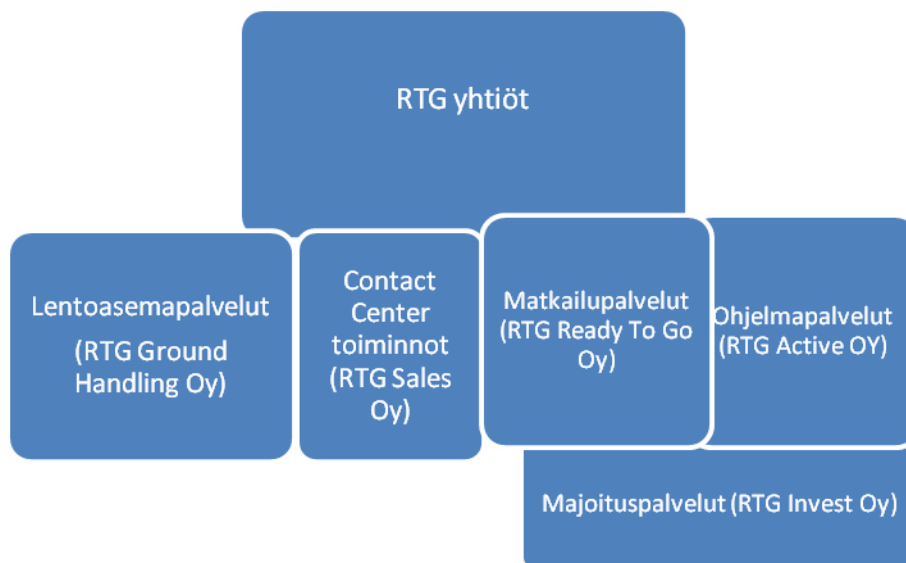 RTG yhtiöt
Lentoasemapalvelut
(RTG Ground
Handling Oy)
Contact
Center
toiminnot
(RTG Sales
Oy)
Matkailupalvelut
(RTG Ready To Go
Oy)
Ohjelmapalvelut
(RTG Active OY)
Majoituspalvelut (RTG Invest Oy)